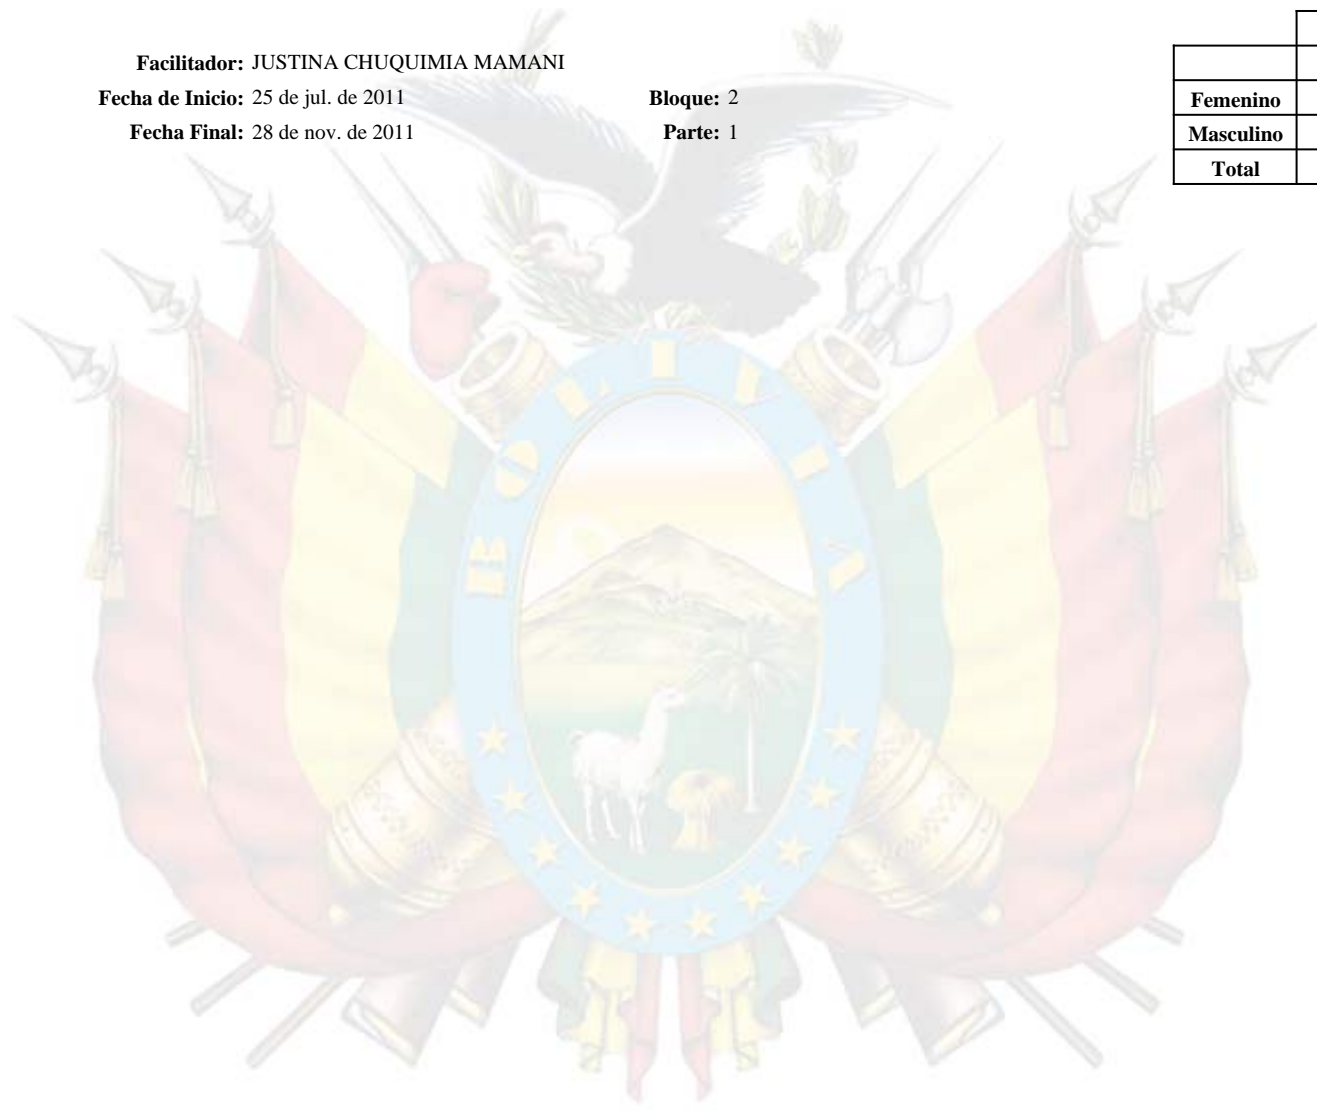 Facilitador: JUSTINA CHUQUIMIA MAMANI
Fecha de Inicio: 25 de jul. de 2011 Bloque: 2
Fecha Final: 28 de nov. de 2011 Parte: 1
Femenino
Masculino
Total
BOLIVIA